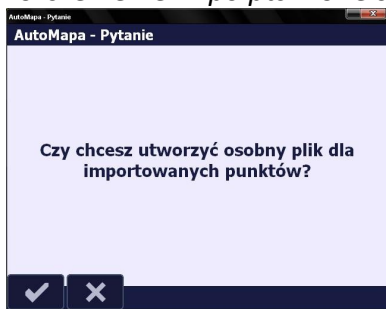 AutoMapa - Pytanie
AutoMapa - Pytanie
Czy chcesz utworzyć osobny plik dla
importowanych punktów?